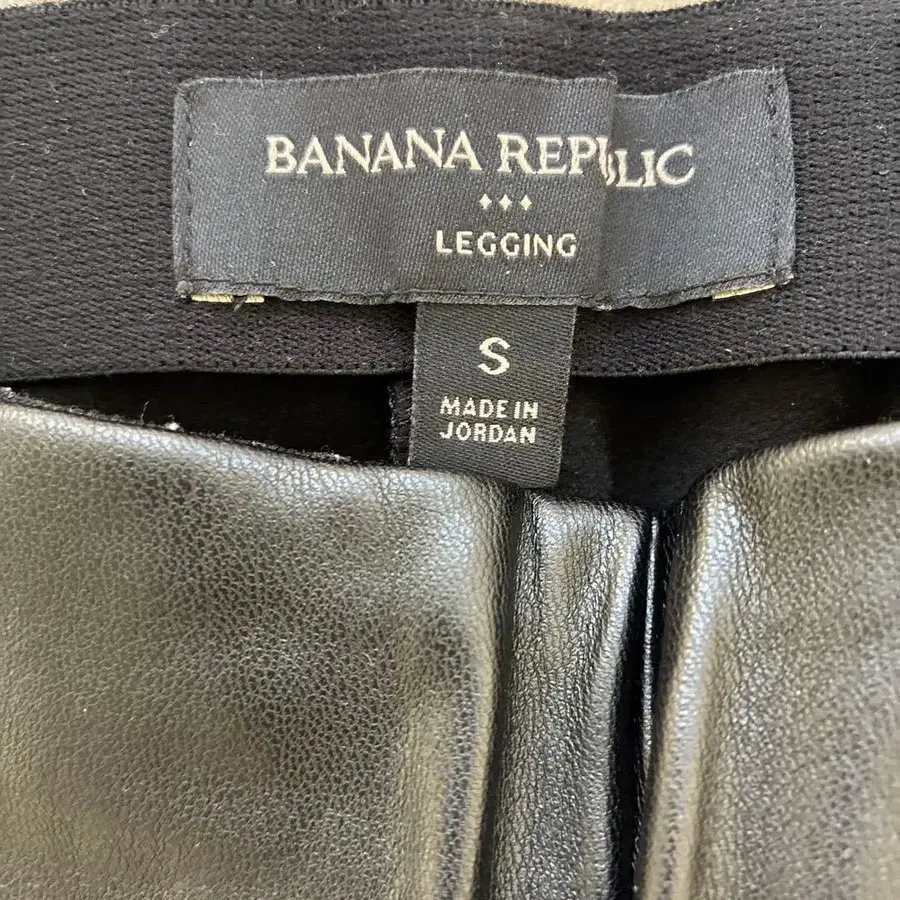 BANANA REPUBLIC
LEGGING
S
MADE IN
JORDAN